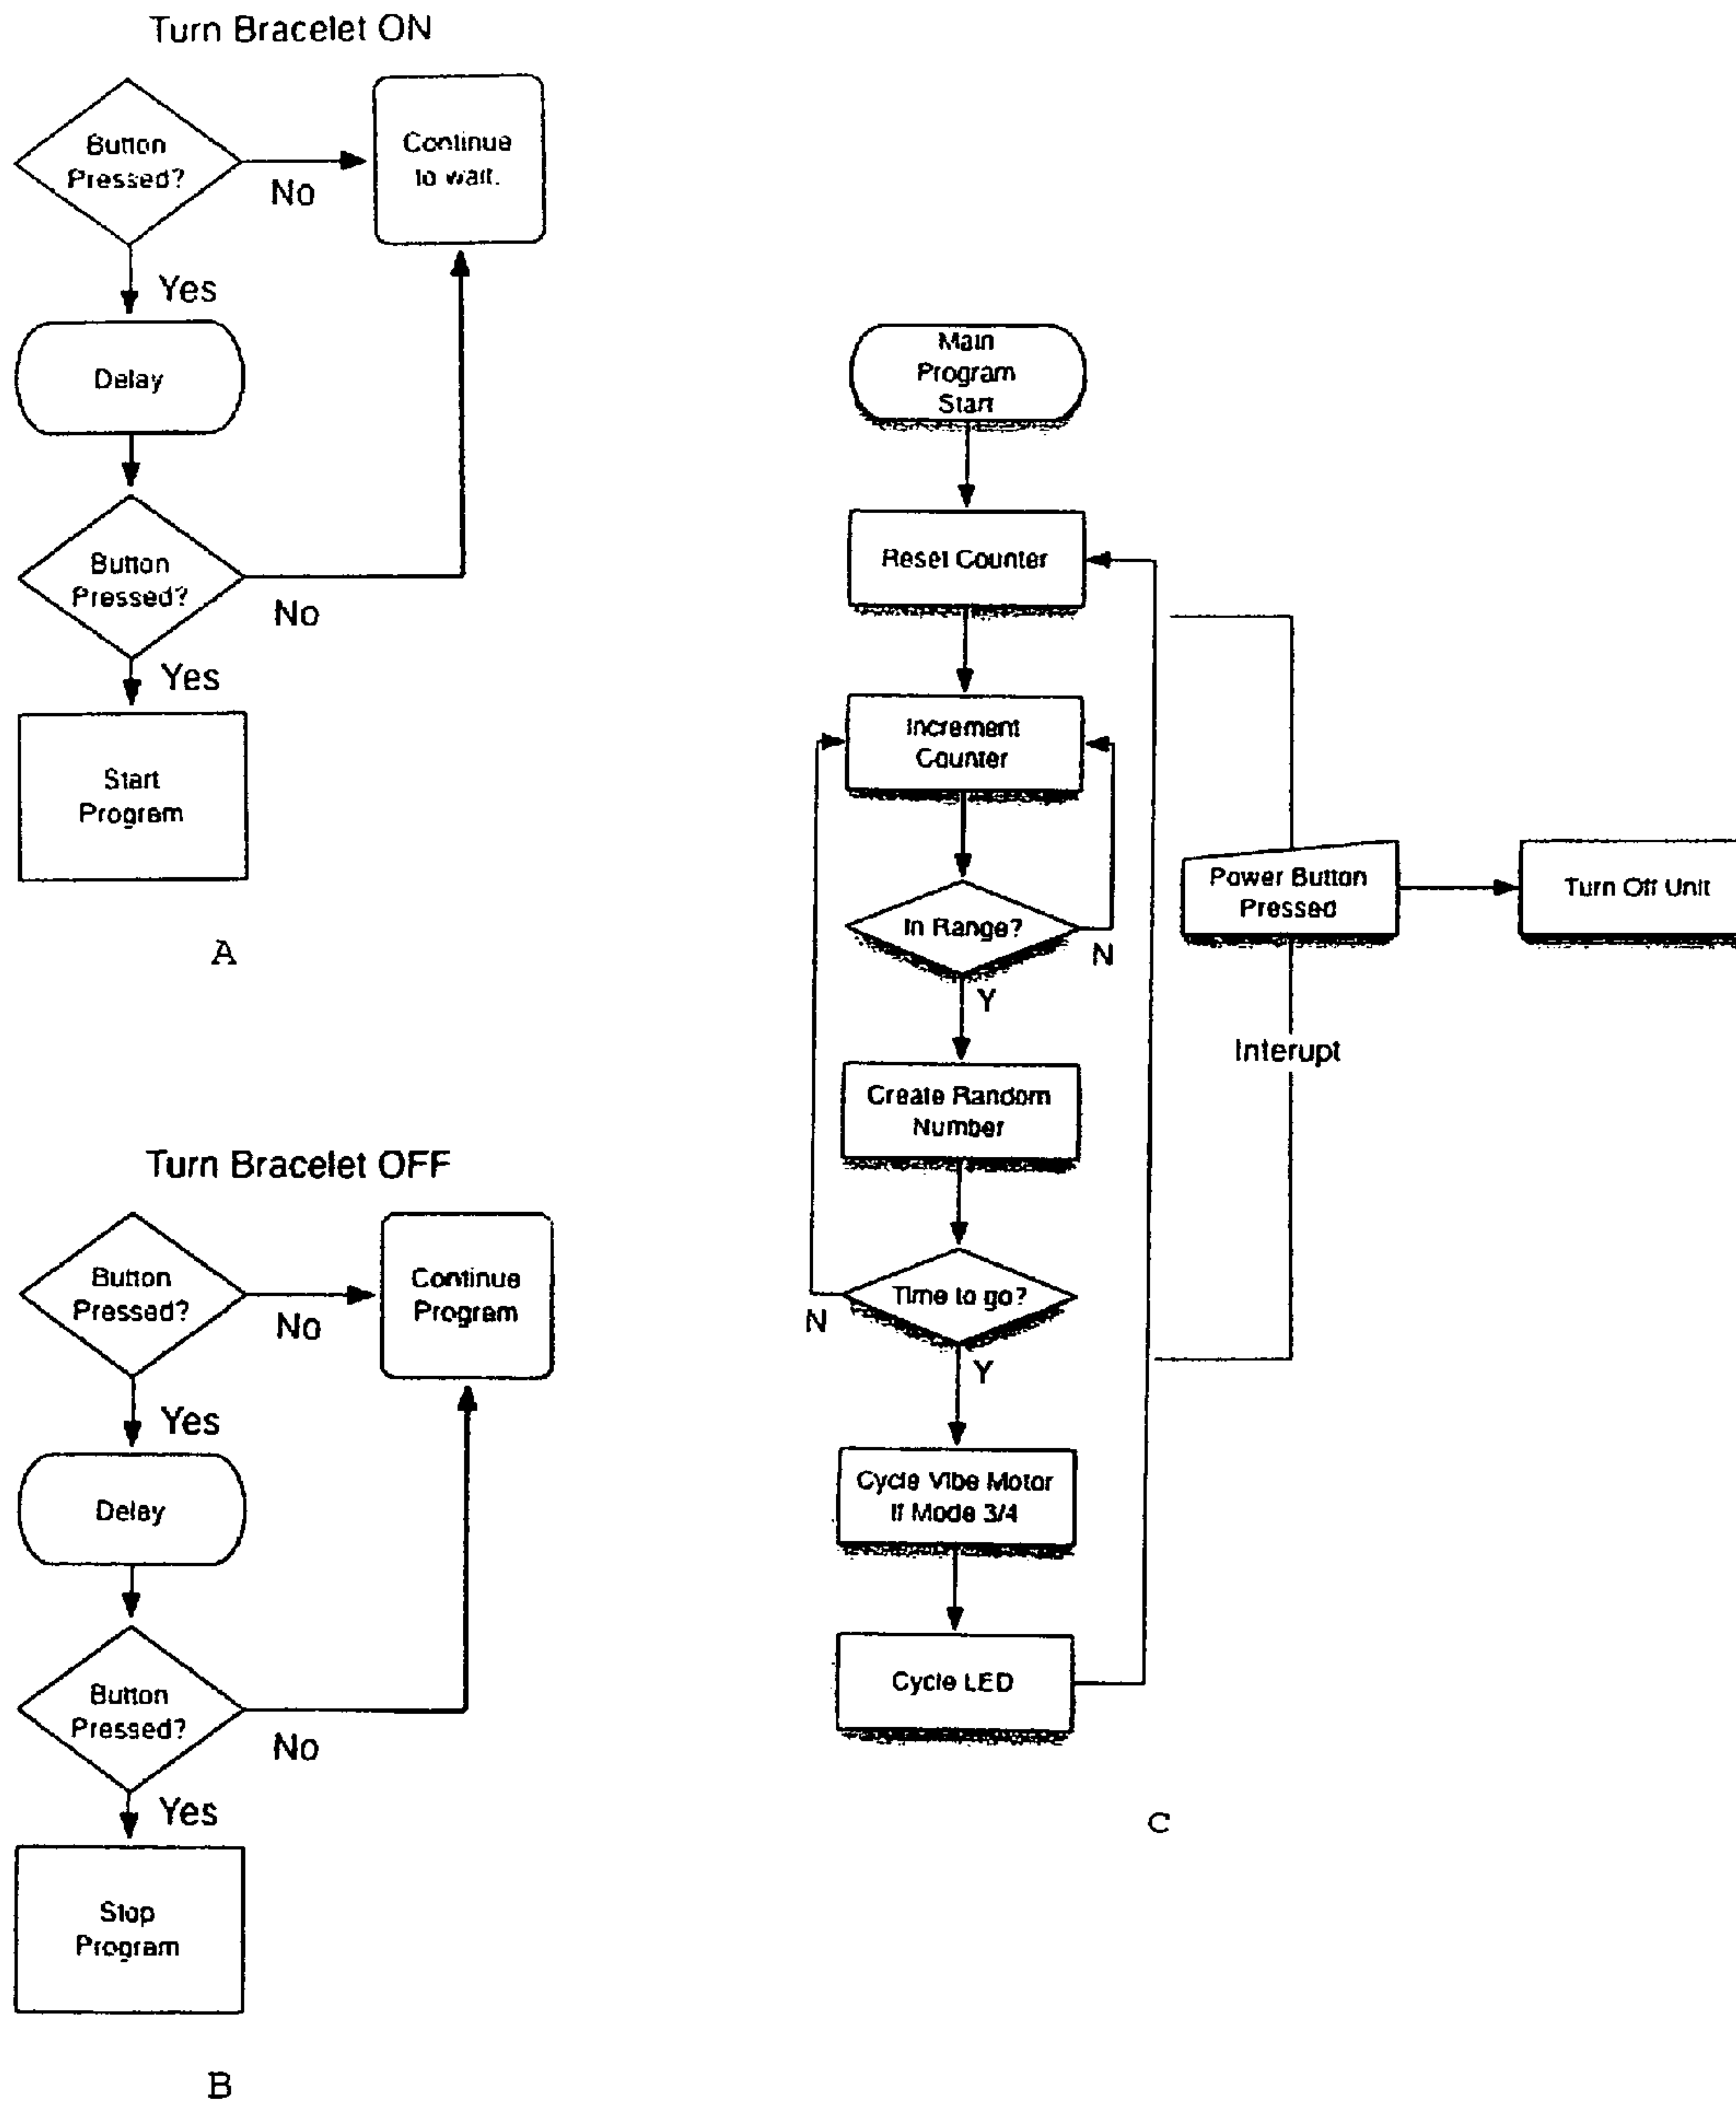 Turn Bracelet ON
Button
Pressed?
No
Continue
to wait.
Yes
Delay
Button
Pressed?
No
Yes
Start
Program
A
Turn Bracelet OFF
Button
Pressed?
No
Continue
Program
Yes
Delay
Button
Pressed?
No
Yes
Stop
Program
B
Main
Program
Start
Reset Counter
Increment
Counter
In Range?
N
Y
Create Random
Number
Time to go?
N
Y
Cycle Vibe Motor
If Mode 3/4
Cycle LED
Power Button
Pressed
Turn Off Unit
Interupt
C